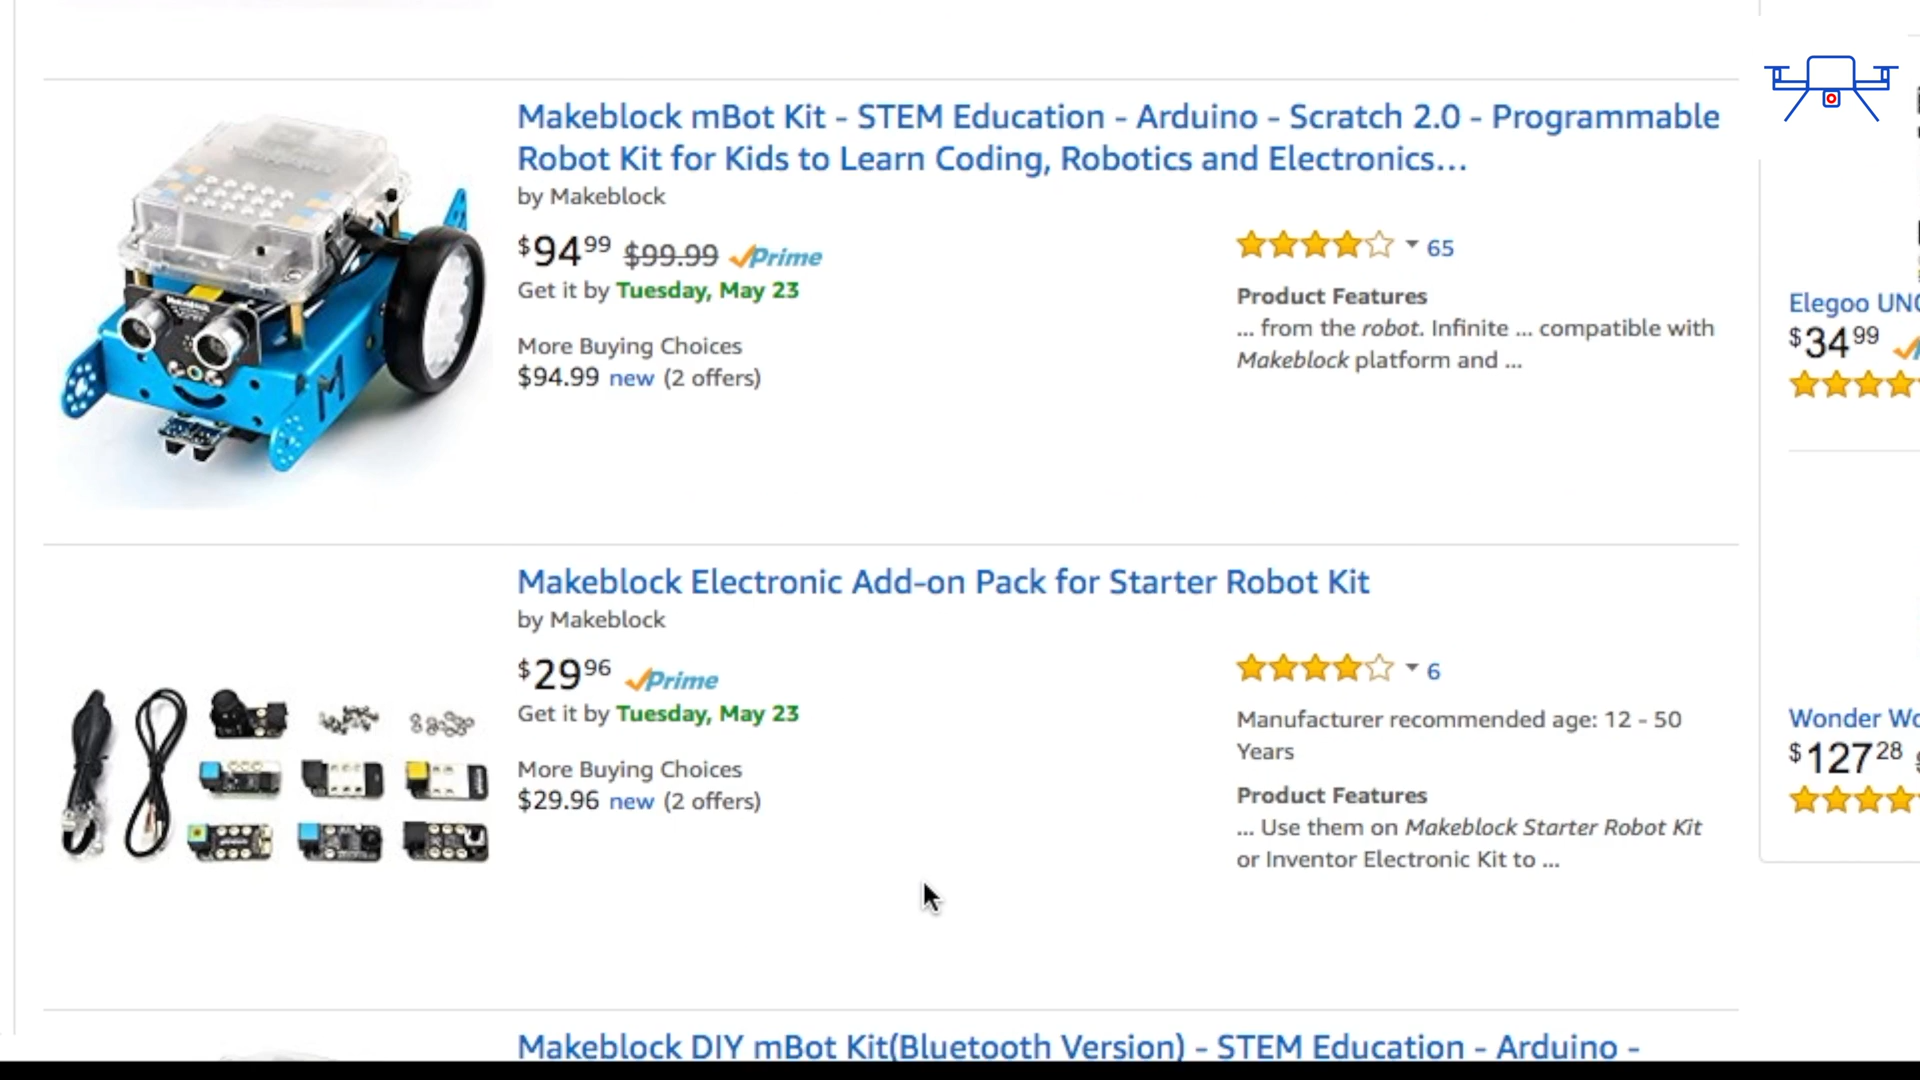 Makeblock mBot Kit - STEM Education - Arduino - Scratch 2.0 - Programmable
Robot Kit for Kids to Learn Coding, Robotics and Electronics...
by Makeblock
$94 99 $99.99 Prime
Get it by Tuesday, May 23
More Buying Choices
$94.99 new (2 offers)
65
Product Features
... from the robot. Infinite ... compatible with
Makeblock platform and ...
Makeblock Electronic Add-on Pack for Starter Robot Kit
by Makeblock
$29 96 Prime
Get it by Tuesday, May 23
More Buying Choices
$29.96 new (2 offers)
6
Manufacturer recommended age: 12 - 50
Years
Product Features
... Use them on Makeblock Starter Robot Kit
or Inventor Electronic Kit to ...
Makeblock DIY mBot Kit(Bluetooth Version) - STEM Education - Arduino -
Elegoo UNO
$34 99
Wonder Wo
$127 28